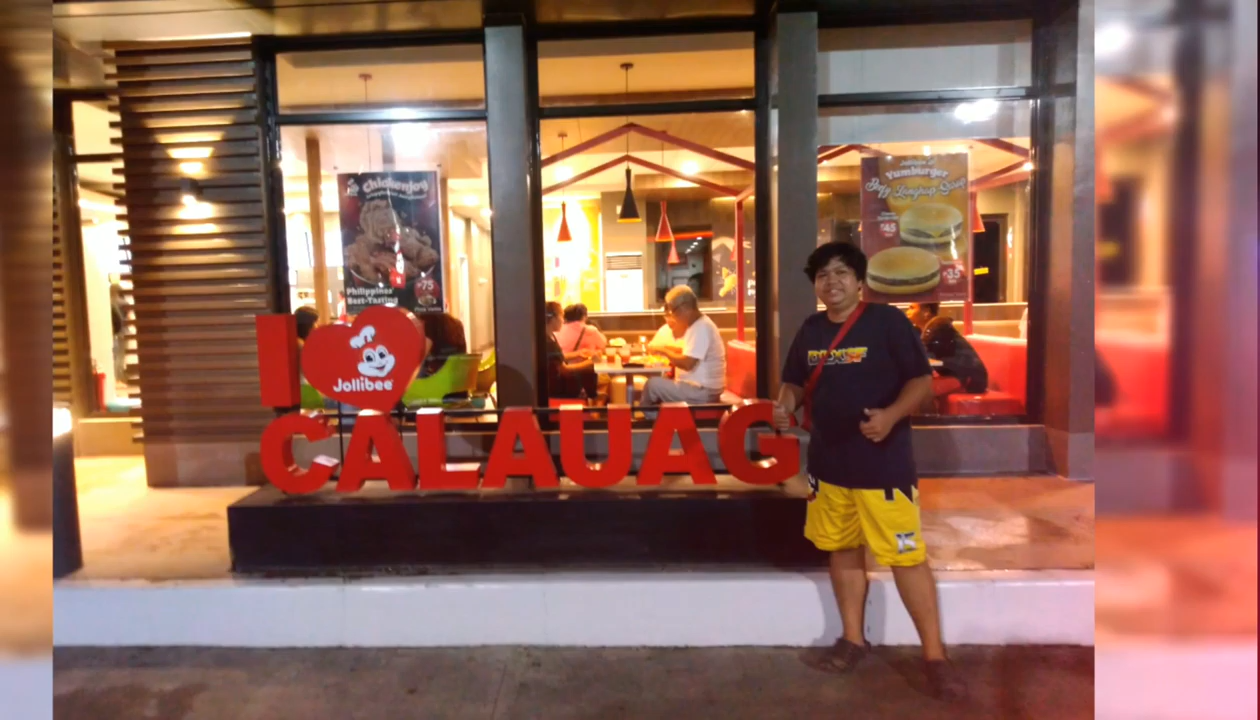 Chickenjoy
Philippines'
Best-Tasting
₱75
Yumburger
₱45
₱35
I
Jollibee
CALAUAG